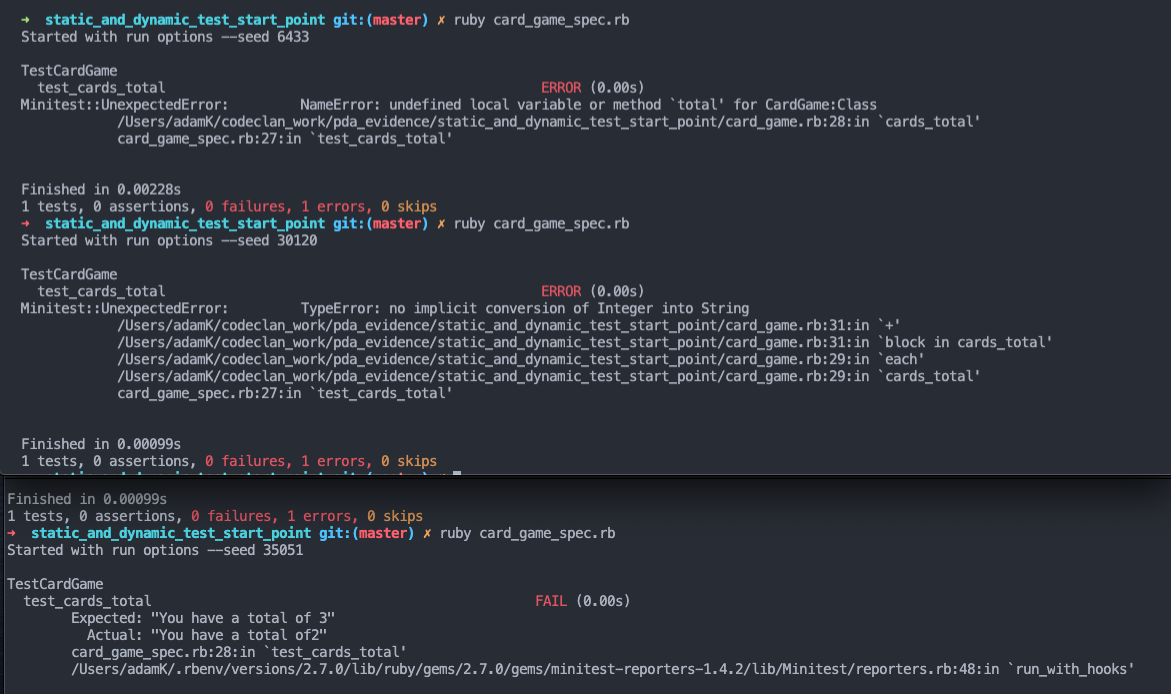 ➜  static_and_dynamic_test_start_point git:(master) ✗ ruby card_game_spec.rb
Started with run options --seed 6433
TestCardGame
test_cards_total ERROR (0.00s)
Minitest::UnexpectedError: NameError: undefined local variable or method `total' for CardGame:Class
/Users/adamK/codeclan_work/pda_evidence/static_and_dynamic_test_start_point/card_game.rb:28:in `cards_total'
card_game_spec.rb:27:in `test_cards_total'
Finished in 0.00228s
1 tests, 0 assertions, 0 failures, 1 errors, 0 skips
➜  static_and_dynamic_test_start_point git:(master) ✗ ruby card_game_spec.rb
Started with run options --seed 30120
TestCardGame
test_cards_total ERROR (0.00s)
Minitest::UnexpectedError: TypeError: no implicit conversion of Integer into String
/Users/adamK/codeclan_work/pda_evidence/static_and_dynamic_test_start_point/card_game.rb:31:in `+'
/Users/adamK/codeclan_work/pda_evidence/static_and_dynamic_test_start_point/card_game.rb:31:in `block in cards_total'
/Users/adamK/codeclan_work/pda_evidence/static_and_dynamic_test_start_point/card_game.rb:29:in `each'
/Users/adamK/codeclan_work/pda_evidence/static_and_dynamic_test_start_point/card_game.rb:29:in `cards_total'
card_game_spec.rb:27:in `test_cards_total'
Finished in 0.00099s
1 tests, 0 assertions, 0 failures, 1 errors, 0 skips
Finished in 0.00099s
1 tests, 0 assertions, 0 failures, 1 errors, 0 skips
➜  static_and_dynamic_test_start_point git:(master) ✗ ruby card_game_spec.rb
Started with run options --seed 35051
TestCardGame
test_cards_total FAIL (0.00s)
Expected: "You have a total of 3"
Actual: "You have a total of2"
card_game_spec.rb:28:in `test_cards_total'
/Users/adamK/.rbenv/versions/2.7.0/lib/ruby/gems/2.7.0/gems/minitest-reporters-1.4.2/lib/Minitest/reporters.rb:48:in `run_with_hooks'